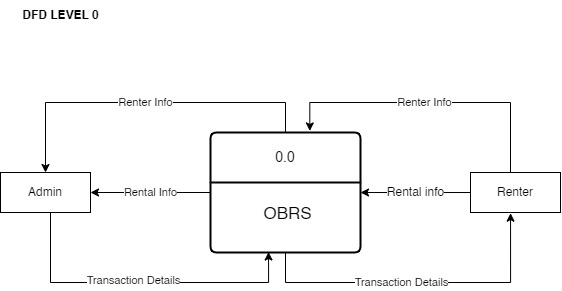 DFD LEVEL 0
Renter Info
Renter Info
0.0
Admin
Rental Info
Rental info
Renter
OBRS
Transaction Details
Transaction Details